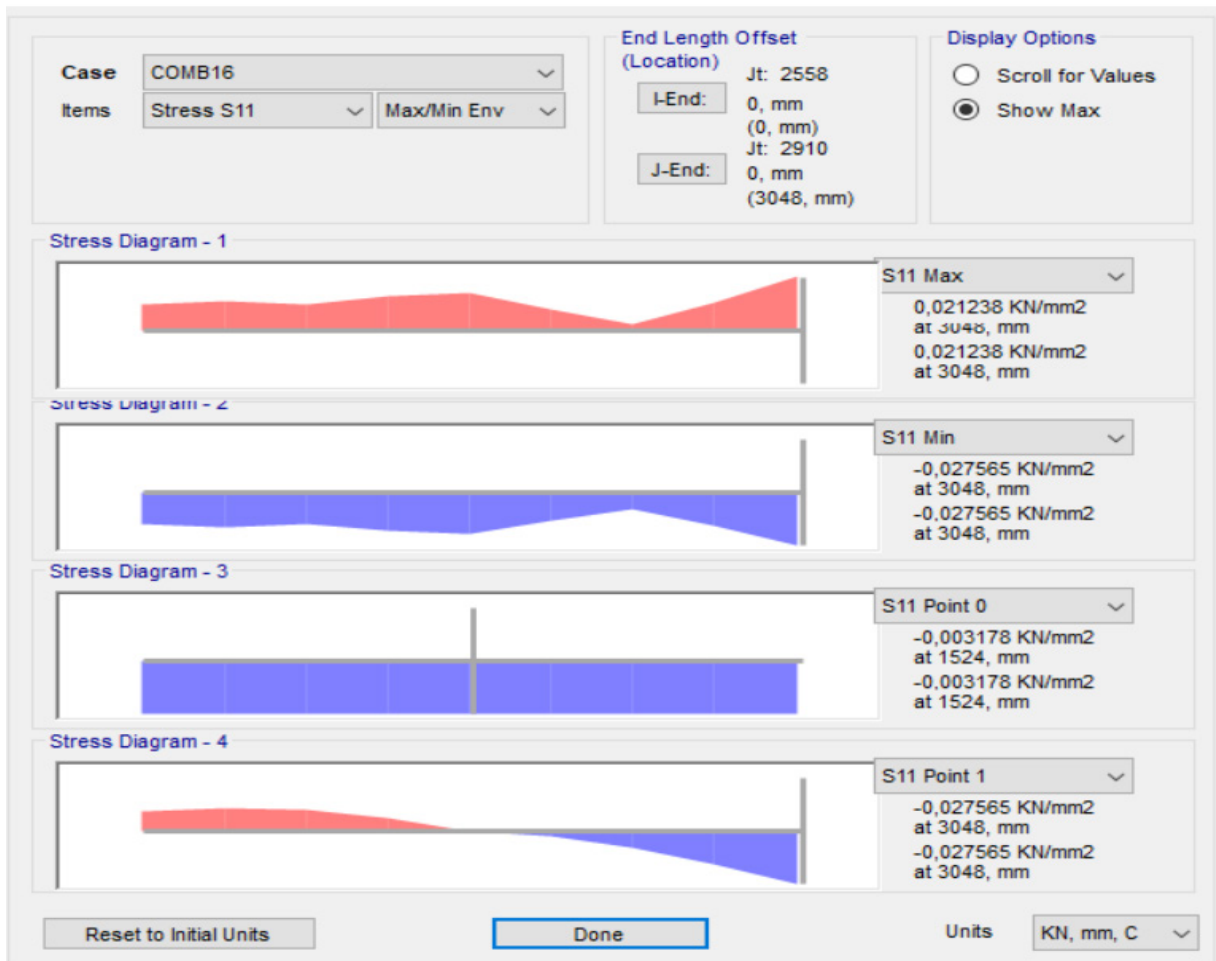 Case COMB16
Items Stress S11 Max/Min Env
End Length Offset
(Location)
I-End:
Jt: 2558
0, mm
(0, mm)
J-End:
Jt: 2910
0, mm
(3048, mm)
Display Options
Scroll for Values
Show Max
Stress Diagram - 1
S11 Max
0,021238 KN/mm2
at 3048, mm
0,021238 KN/mm2
at 3048, mm
Stress Diagram - 2
S11 Min
-0,027565 KN/mm2
at 3048, mm
-0,027565 KN/mm2
at 3048, mm
Stress Diagram - 3
S11 Point 0
-0,003178 KN/mm2
at 1524, mm
-0,003178 KN/mm2
at 1524, mm
Stress Diagram - 4
S11 Point 1
-0,027565 KN/mm2
at 3048, mm
-0,027565 KN/mm2
at 3048, mm
Reset to Initial Units
Done
Units KN, mm, C